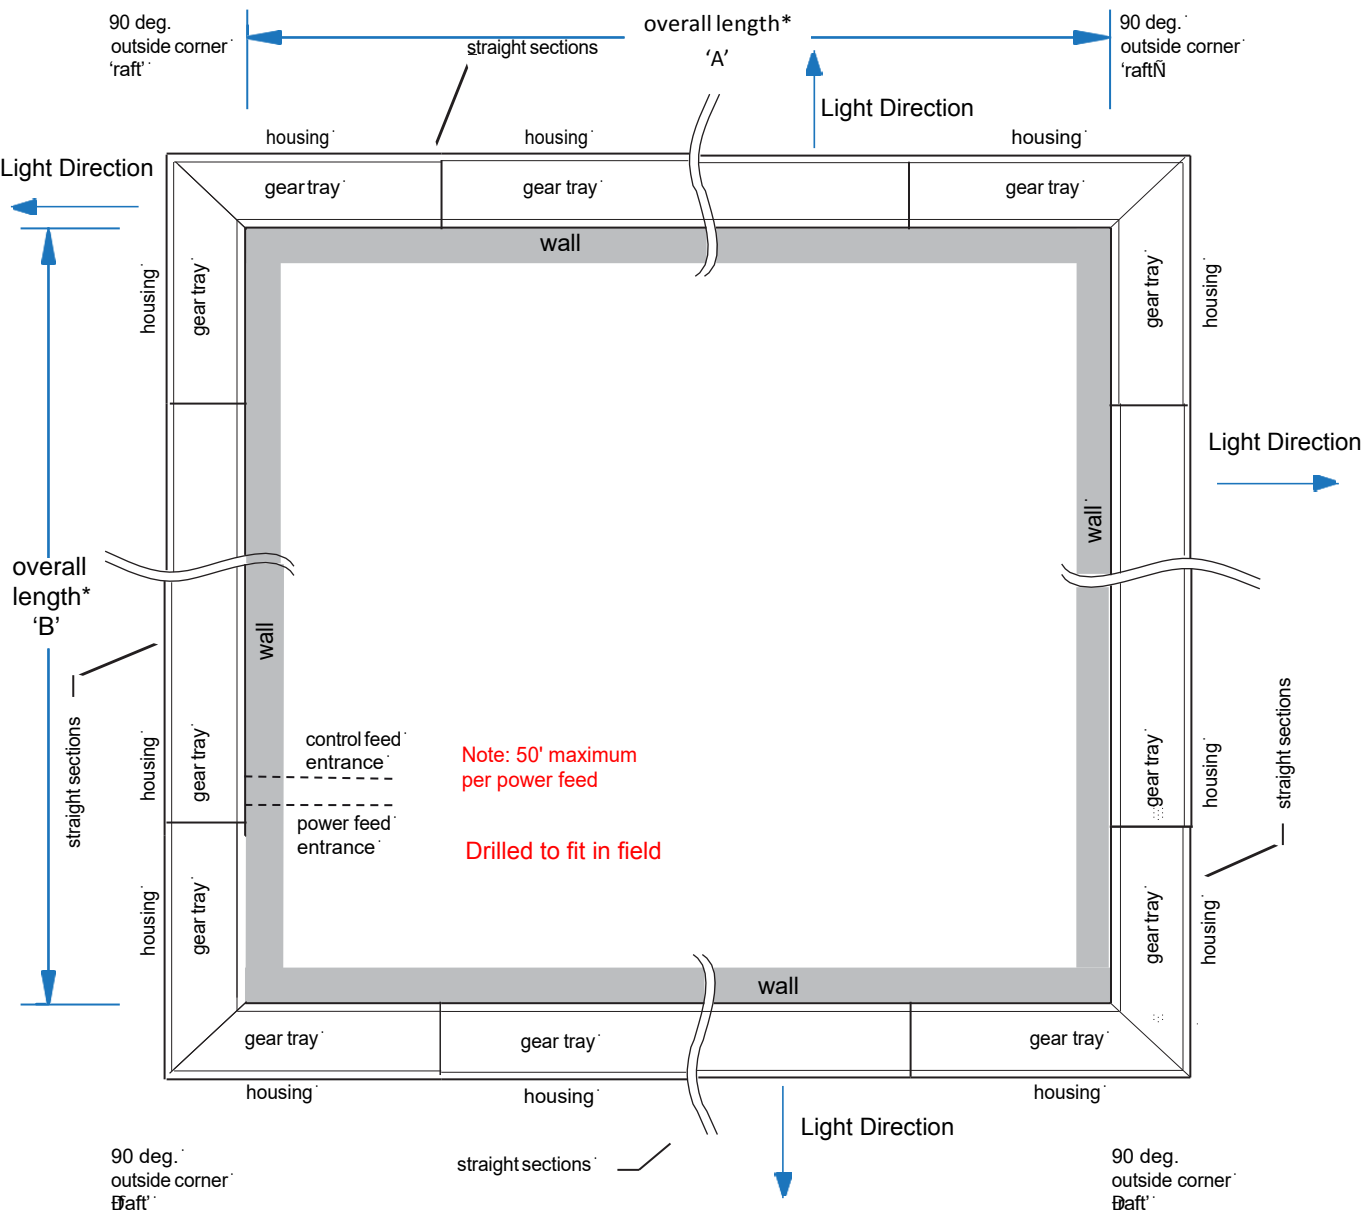 90 deg.
outside corner
'raft'
overall length*
'A'
straight sections
90 deg.
outside corner
'raftÑ
Light Direction
housing
housing
housing
Light Direction
gear tray
gear tray
gear tray
wall
housing
gear tray
gear tray
housing
Light Direction
wall
overall
length*
'B'
wall
straight sections
housing
gear tray
control feed
entrance
Note: 50' maximum
per power feed
power feed
entrance
Drilled to fit in field
gear tray
housing
straight sections
housing
gear tray
gear tray
housing
wall
gear tray
gear tray
gear tray
housing
housing
housing
Light Direction
straight sections
90 deg.
outside corner
90 deg.
outside corner